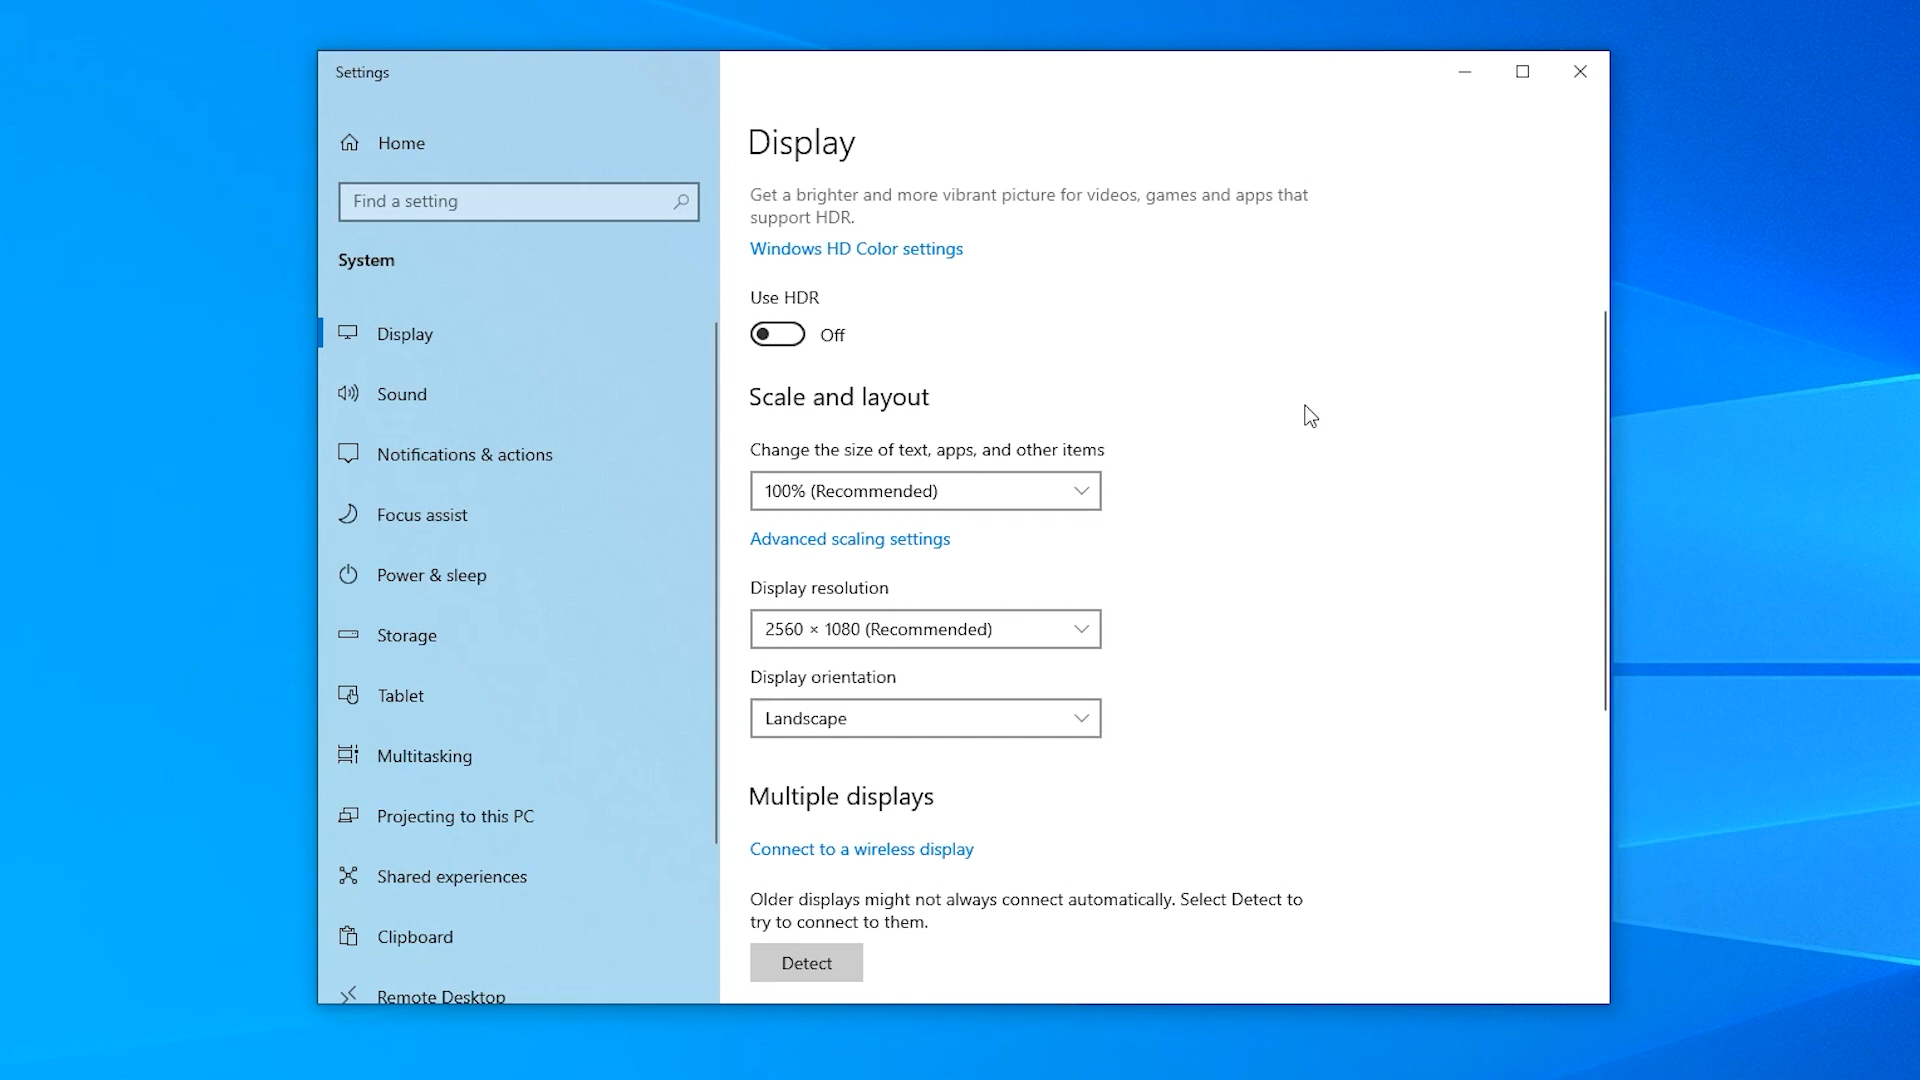 Settings
Home
Find a setting
System
Display
Sound
Notifications & actions
Focus assist
Power & sleep
Storage
Tablet
Multitasking
Projecting to this PC
Shared experiences
Clipboard
Remote Desktop
Display
Get a brighter and more vibrant picture for videos, games and apps that
support HDR.
Windows HD Color settings
Use HDR
Off
Scale and layout
Change the size of text, apps, and other items
100% (Recommended)
Advanced scaling settings
Display resolution
2560 × 1080 (Recommended)
Display orientation
Landscape
Multiple displays
Connect to a wireless display
Older displays might not always connect automatically. Select Detect to
try to connect to them.
Detect